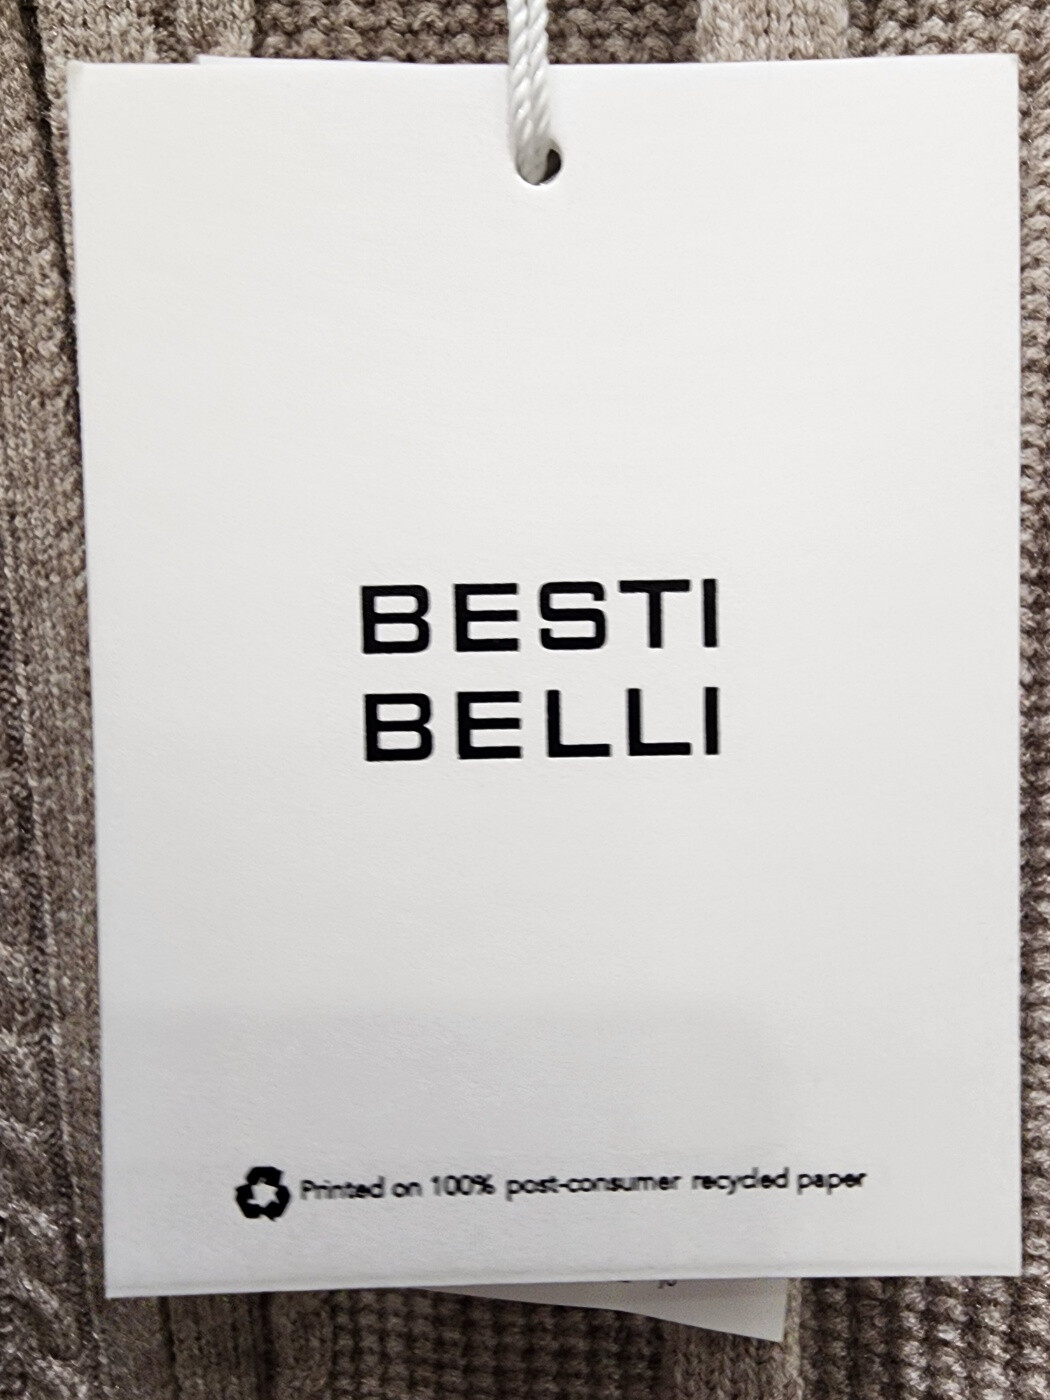 BESTI
BELLI
Printed on 100% post-consumer recycled paper